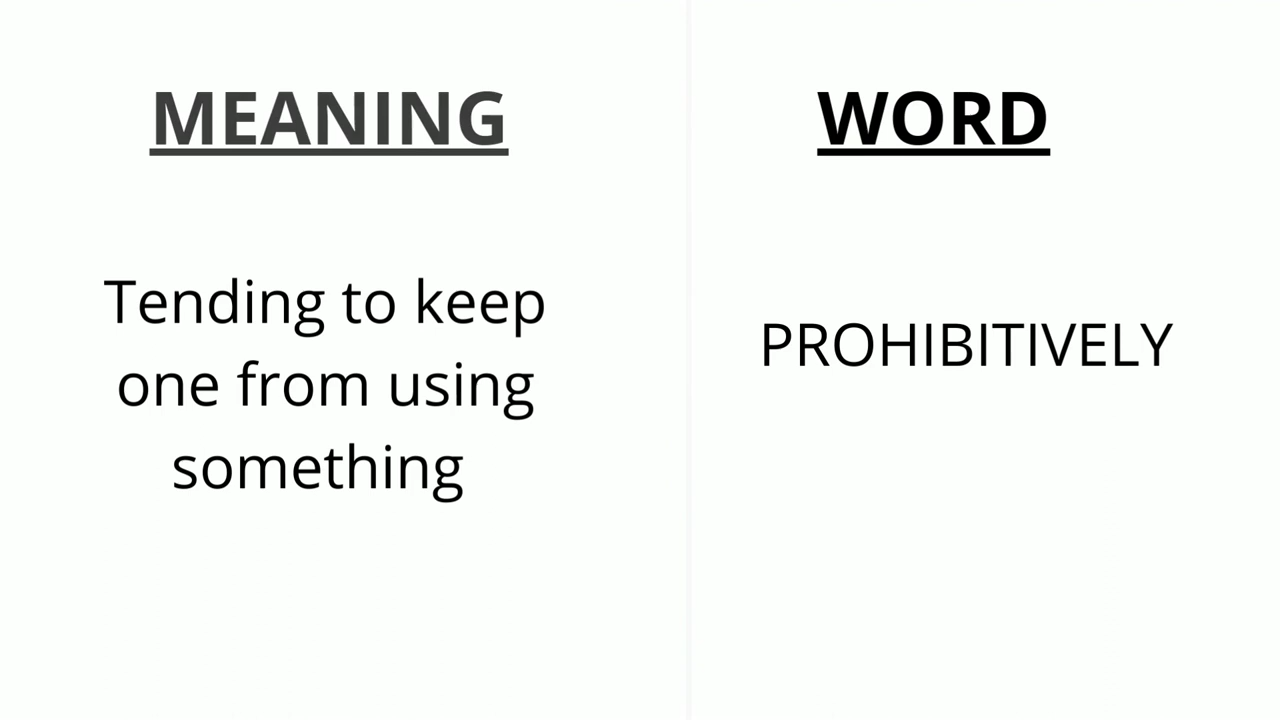 MEANING
Tending to keep
one from using
something
WORD
PROHIBITIVELY